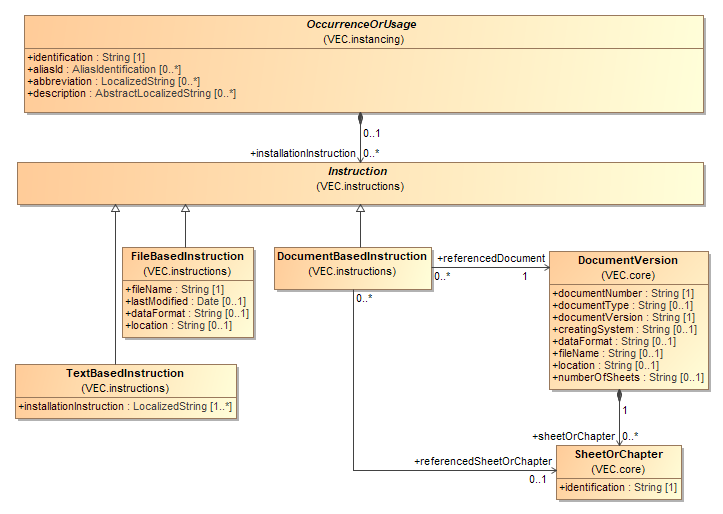 OccurrenceOrUsage
(VEC.instancing)
+identification : String [1]
+aliasId : AliasIdentification [0..*]
+abbreviation : LocalizedString [0..*]
+description : AbstractLocalizedString [0..*]
0..1
+installationInstruction
0..*
Instruction
(VEC.instructions)
FileBasedInstruction
(VEC.instructions)
+fileName : String [1]
+lastModified : Date [0..1]
+dataFormat : String [0..1]
+location : String [0..1]
DocumentBasedInstruction
(VEC.instructions)
+referencedDocument
0..*
1
0..*
DocumentVersion
(VEC.core)
+documentNumber : String [1]
+documentType : String [0..1]
+documentVersion : String [1]
+creatingSystem : String [0..1]
+dataFormat : String [0..1]
+fileName : String [0..1]
+location : String [0..1]
+numberOfSheets : String [0..1]
TextBasedInstruction
(VEC.instructions)
+installationInstruction : LocalizedString [1..*]
1
+sheetOrChapter
0..*
+referencedSheetOrChapter
0..1
SheetOrChapter
(VEC.core)
+identification : String [1]